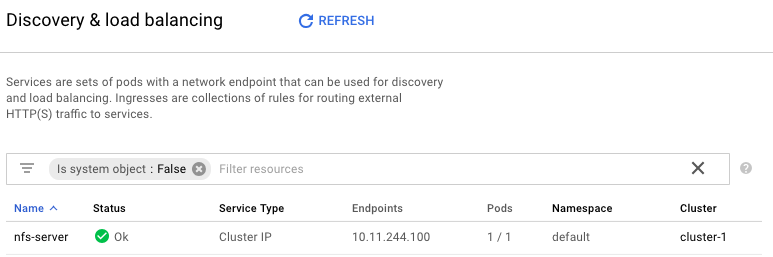 Discovery & load balancing REFRESH
Services are sets of pods with a network endpoint that can be used for discovery
and load balancing. Ingresses are collections of rules for routing external
HTTP(S) traffic to services.
Is system object : False Filter resources
Name Status Service Type Endpoints Pods Namespace Cluster
nfs-server Ok Cluster IP 10.11.244.100 1 / 1 default cluster-1